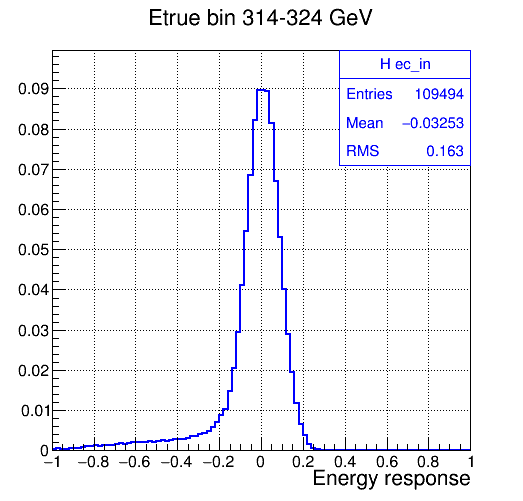 Etrue bin 314-324 GeV
H ec_in
Entries 109494
Mean −0.03253
RMS 0.163
0.09
0.08
0.07
0.06
0.05
0.04
0.03
0.02
0.01
0
−1 −0.8 −0.6 −0.4 −0.2 0 0.2 0.4 0.6 0.8 1
Energy response